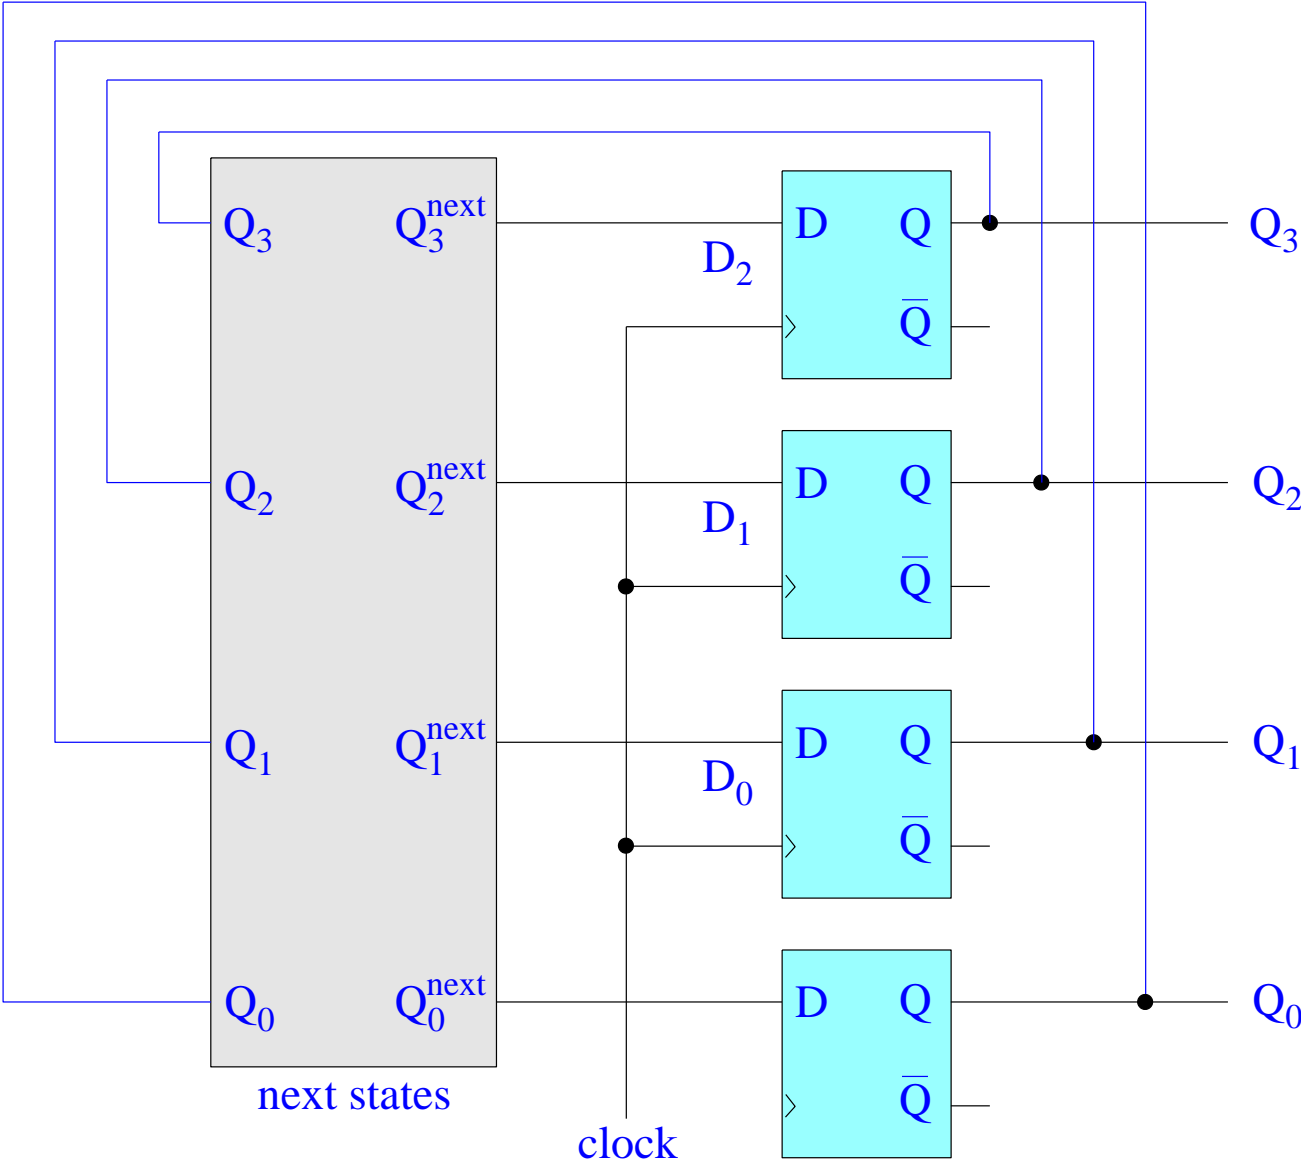 Q₃ Q₃ⁿᵉˣᵗ D Q Q₃
D₂
Q̅
Q₂ Q₂ⁿᵉˣᵗ D Q Q₂
D₁
Q̅
Q₁ Q₁ⁿᵉˣᵗ D Q Q₁
D₀
Q̅
Q₀ Q₀ⁿᵉˣᵗ D Q Q₀
next states
Q̅
clock